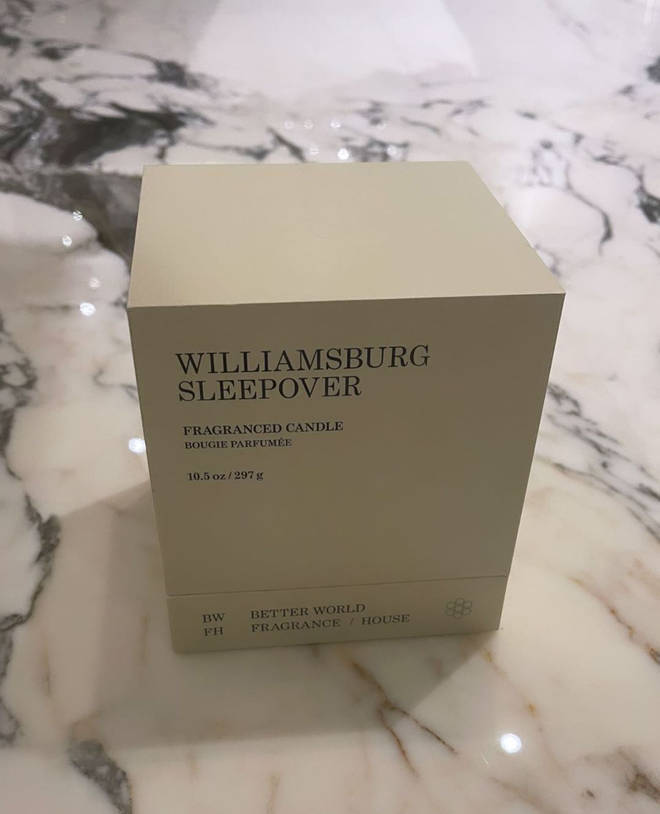 WILLIAMSBURG
SLEEPOVER
FRAGRANCED CANDLE
BOUGIE PARFUMÉE
10.5 oz / 297 g
BW BETTER WORLD
FH FRAGRANCE / HOUSE